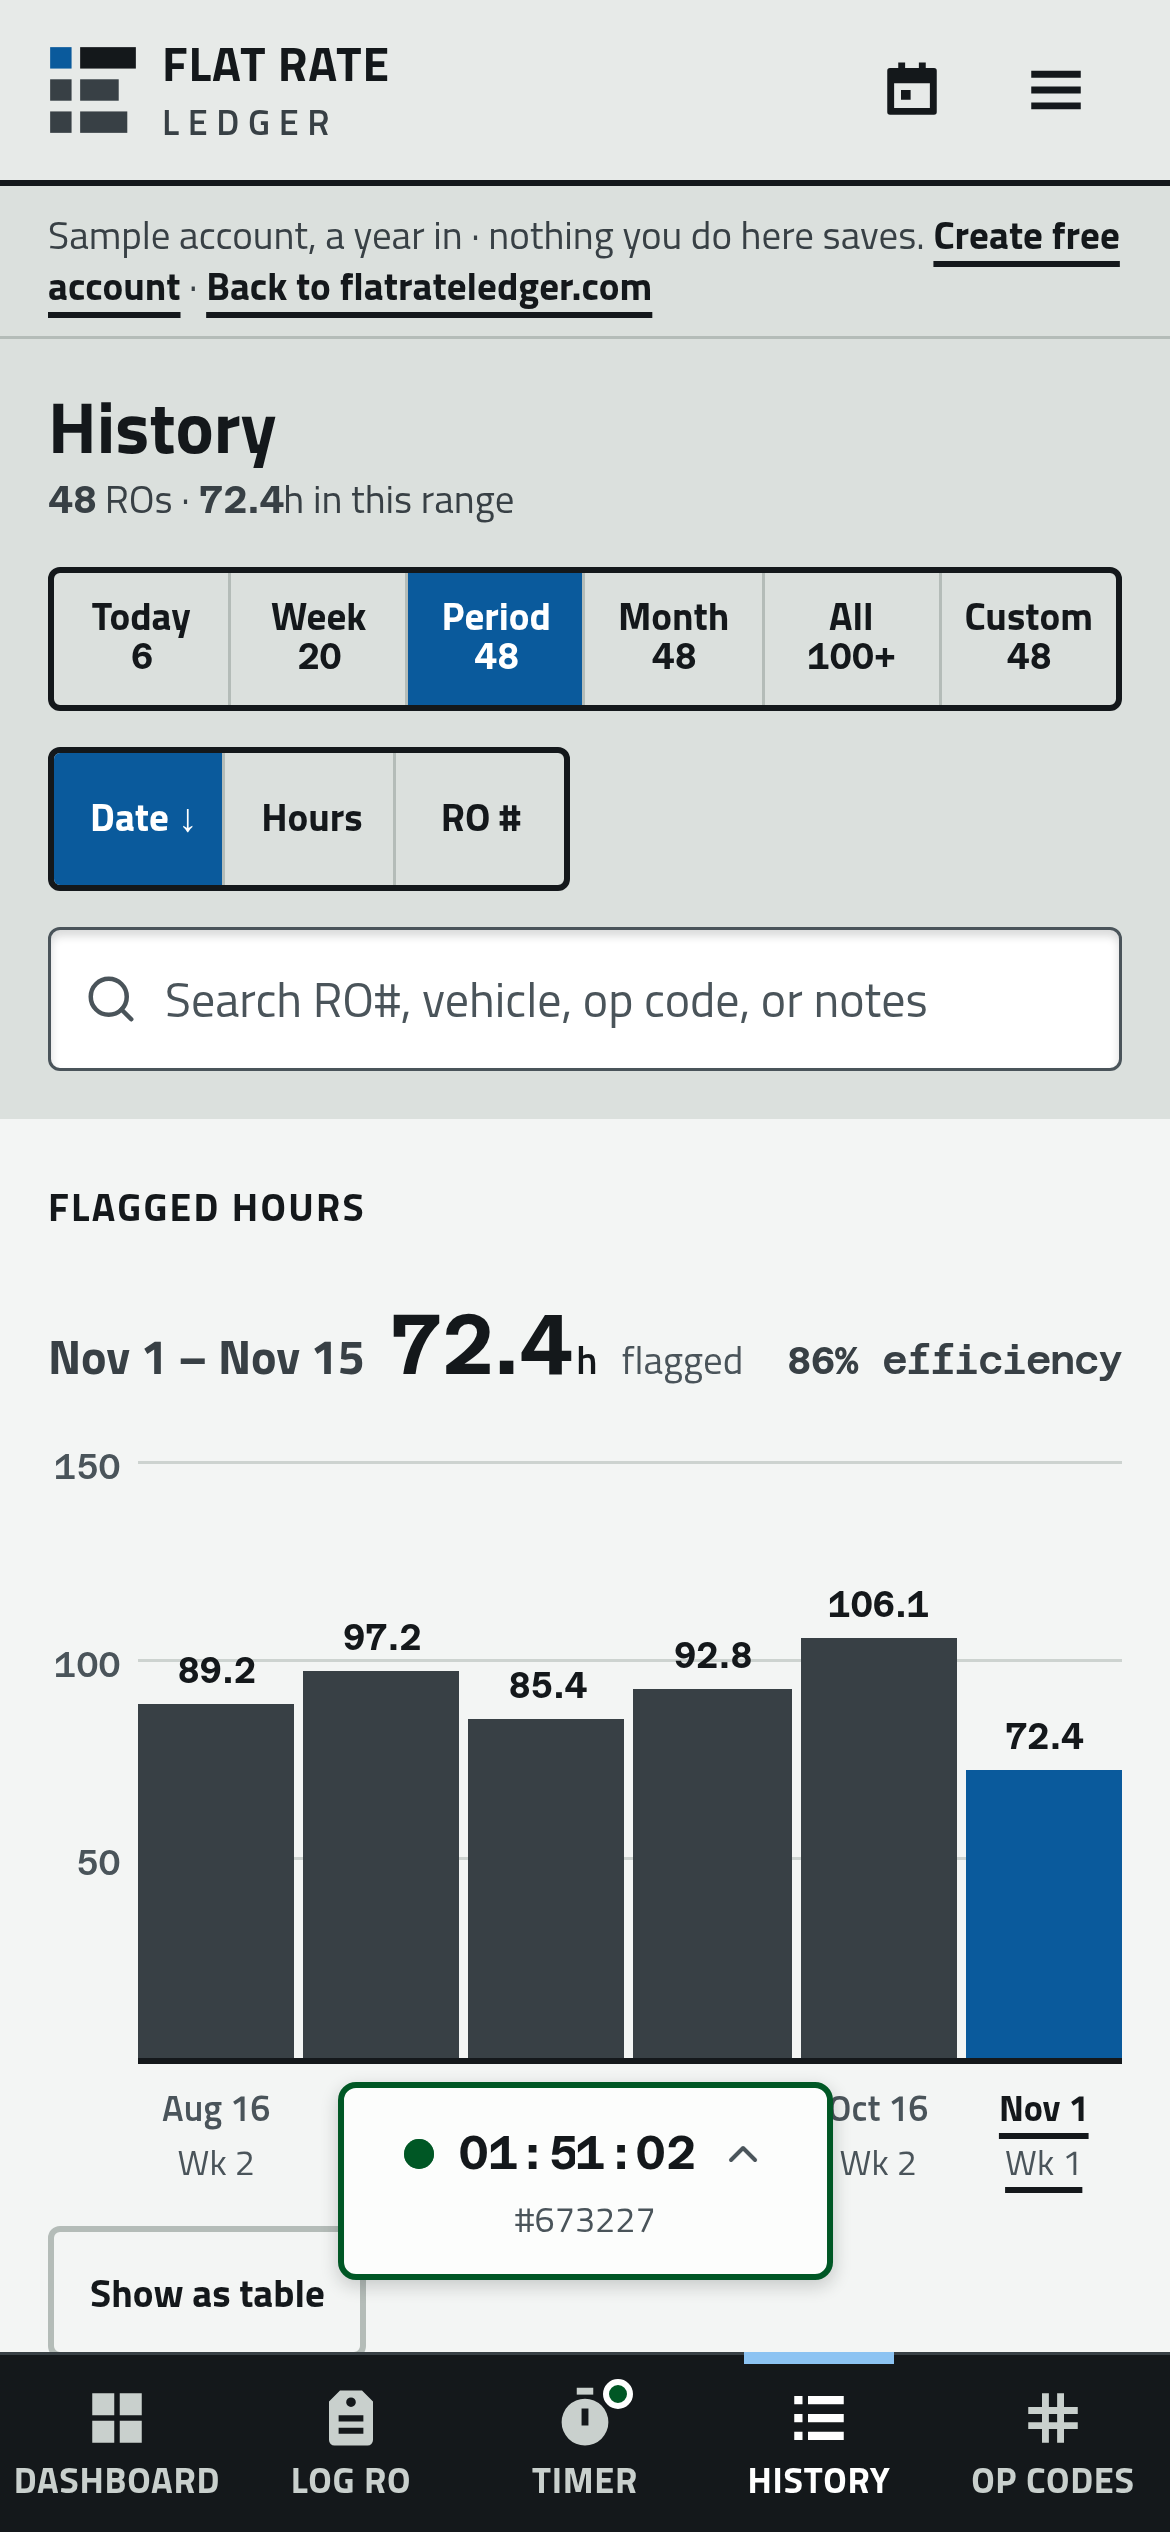 FLAT RATE
LEDGER
Sample account, a year in · nothing you do here saves. Create free
account · Back to flatrateledger.com
History
48 ROs · 72.4h in this range
Today Week Period Month All Custom
6 20 48 48 100+ 48
Date ↓ Hours RO #
Search RO#, vehicle, op code, or notes
FLAGGED HOURS
Nov 1 – Nov 15 72.4h flagged 86% efficiency
150
106.1
97.2
100 89.2 85.4 92.8
72.4
50
Aug 16 Oct 16 Nov 1
Wk 2 Wk 2 Wk 1
01:51:02
#673227
Show as table
DASHBOARD LOG RO TIMER HISTORY OP CODES